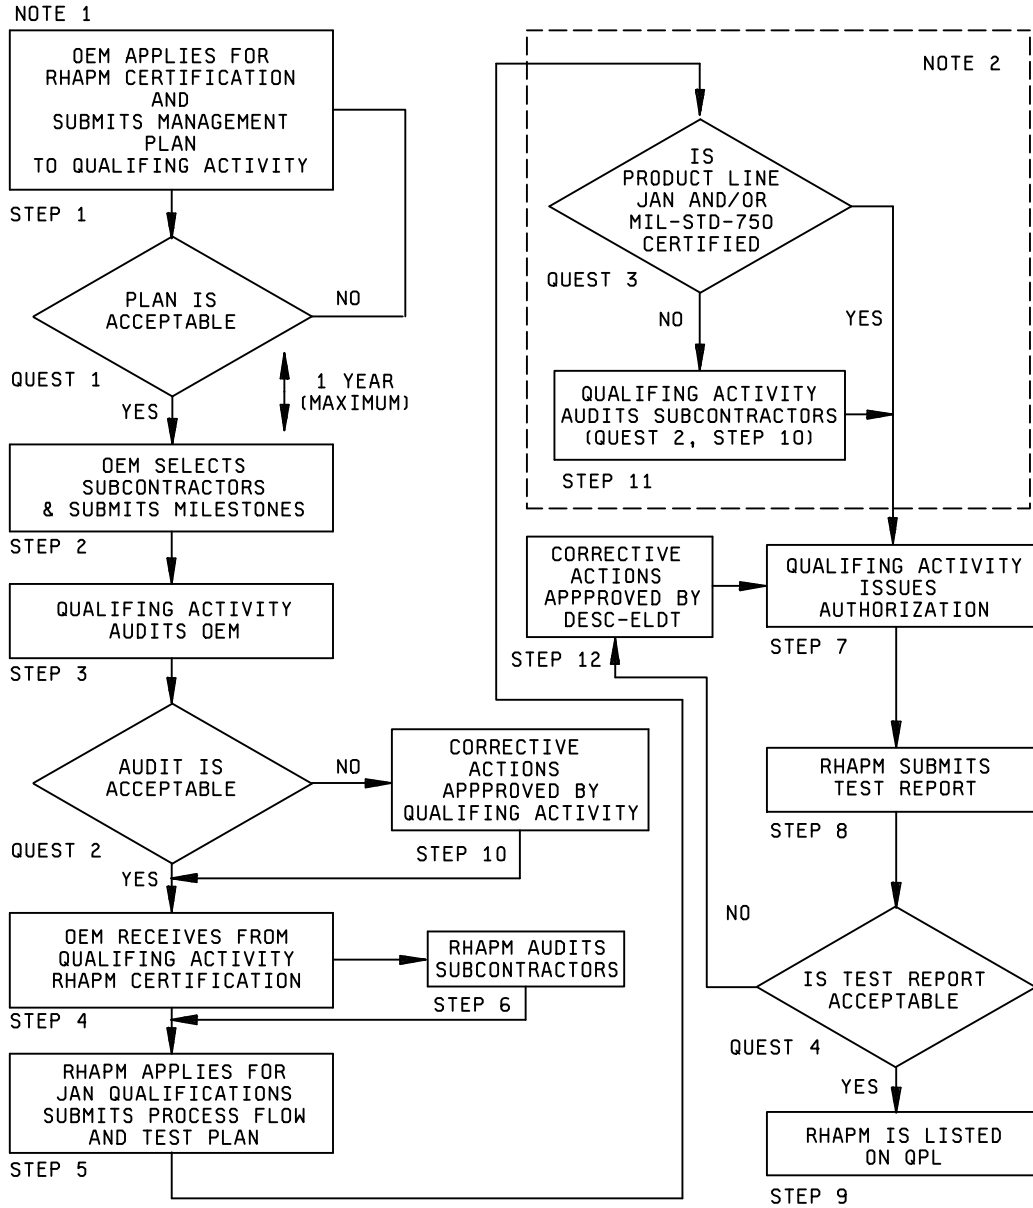 NOTE 1
OEM APPLIES FOR
RHAPM CERTIFICATION
AND
SUBMITS MANAGEMENT
PLAN
TO QUALIFING ACTIVITY
STEP 1
PLAN IS
ACCEPTABLE
NO
QUEST 1
YES
1 YEAR
(MAXIMUM)
OEM SELECTS
SUBCONTRACTORS
& SUBMITS MILESTONES
STEP 2
QUALIFING ACTIVITY
AUDITS OEM
STEP 3
AUDIT IS
ACCEPTABLE
NO
QUEST 2
YES
CORRECTIVE
ACTIONS
APPPROVED BY
QUALIFING ACTIVITY
STEP 10
OEM RECEIVES FROM
QUALIFING ACTIVITY
RHAPM CERTIFICATION
STEP 4
RHAPM AUDITS
SUBCONTRACTORS
STEP 6
RHAPM APPLIES FOR
JAN QUALIFICATIONS
SUBMITS PROCESS FLOW
AND TEST PLAN
STEP 5
NOTE 2
IS
PRODUCT LINE
JAN AND/OR
MIL-STD-750
CERTIFIED
QUEST 3
NO
YES
QUALIFING ACTIVITY
AUDITS SUBCONTRACTORS
(QUEST 2, STEP 10)
STEP 11
CORRECTIVE
ACTIONS
APPPROVED BY
DESC-ELDT
STEP 12
QUALIFING ACTIVITY
ISSUES
AUTHORIZATION
STEP 7
RHAPM SUBMITS
TEST REPORT
STEP 8
NO
IS TEST REPORT
ACCEPTABLE
QUEST 4
YES
RHAPM IS LISTED
ON QPL
STEP 9